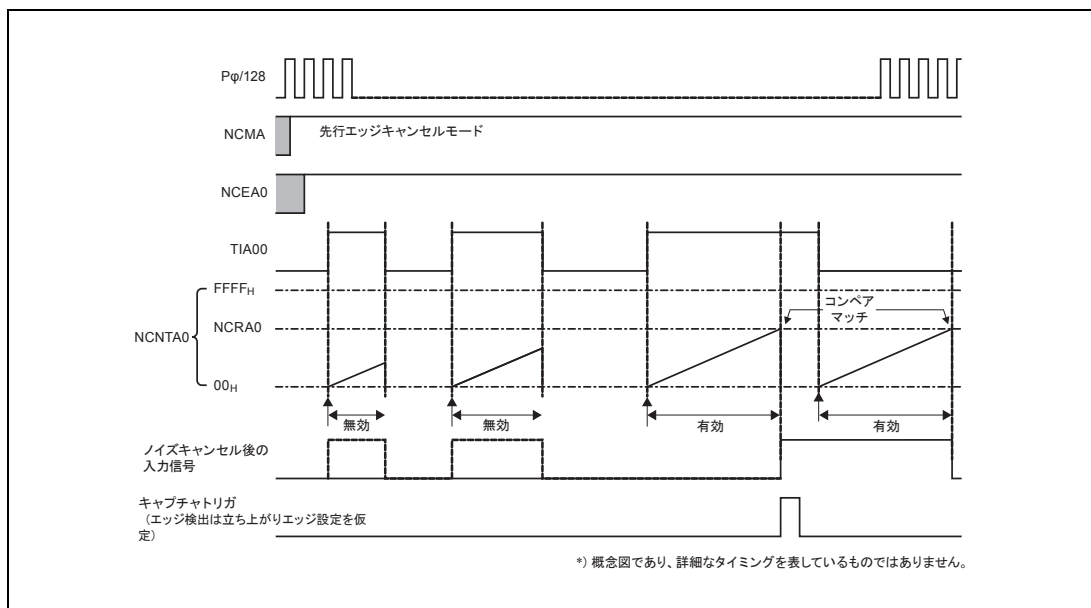 Pφ/128
NCMA
先行エッジキャンセルモード
NCEA0
TIA00
FFFFH
NCRA0
NCNTA0
00H
コンペア
マッチ
無効
無効
有効
有効
ノイズキャンセル後の
入力信号
キャプチャトリガ
（エッジ検出は立ち上がりエッジ設定を仮
定）
*) 概念図であり、詳細なタイミングを表しているものではありません。